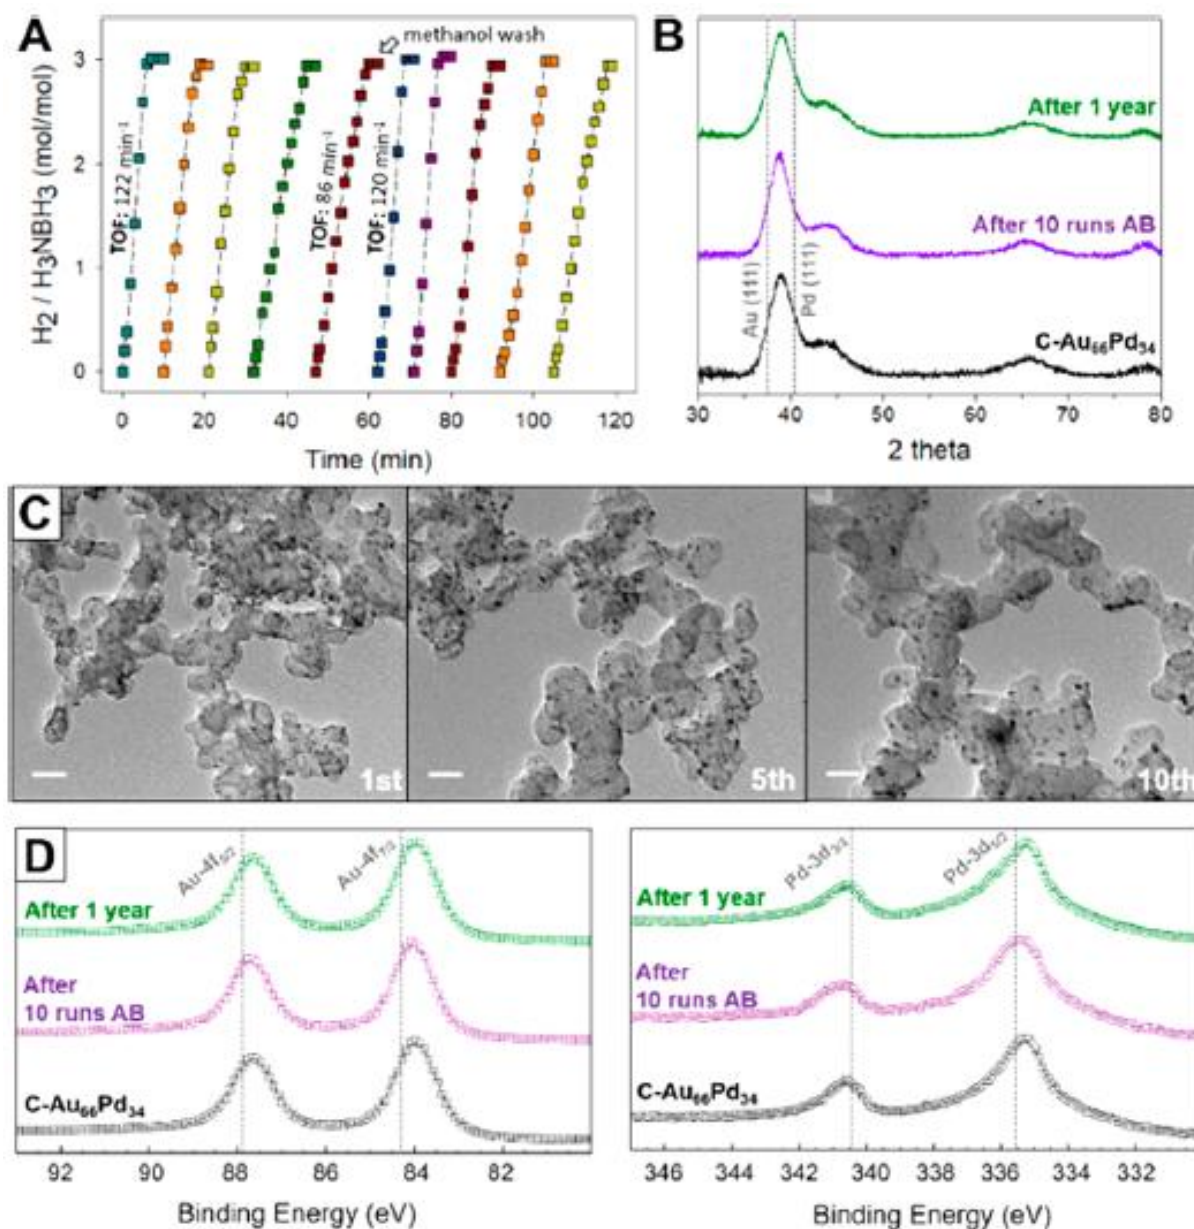 A
methanol wash
H2 / H3NBH3 (mol/mol)
3
2
1
0
TOF: 122 min-1
TOF: 86 min-1
TOF: 120 min-1
0 20 40 60 80 100 120
Time (min)
B
After 1 year
After 10 runs AB
Au (111)
Pd (111)
C-Au66Pd34
30 40 50 60 70 80
2 theta
C
1st
5th
10th
D
Au-4f5/2
Au-4f7/2
After 1 year
After
10 runs AB
C-Au66Pd34
92 90 88 86 84 82
Binding Energy (eV)
Pd-3d3/2
Pd-3d5/2
After 1 year
After
10 runs AB
C-Au66Pd34
346 344 342 340 338 336 334 332
Binding Energy (eV)